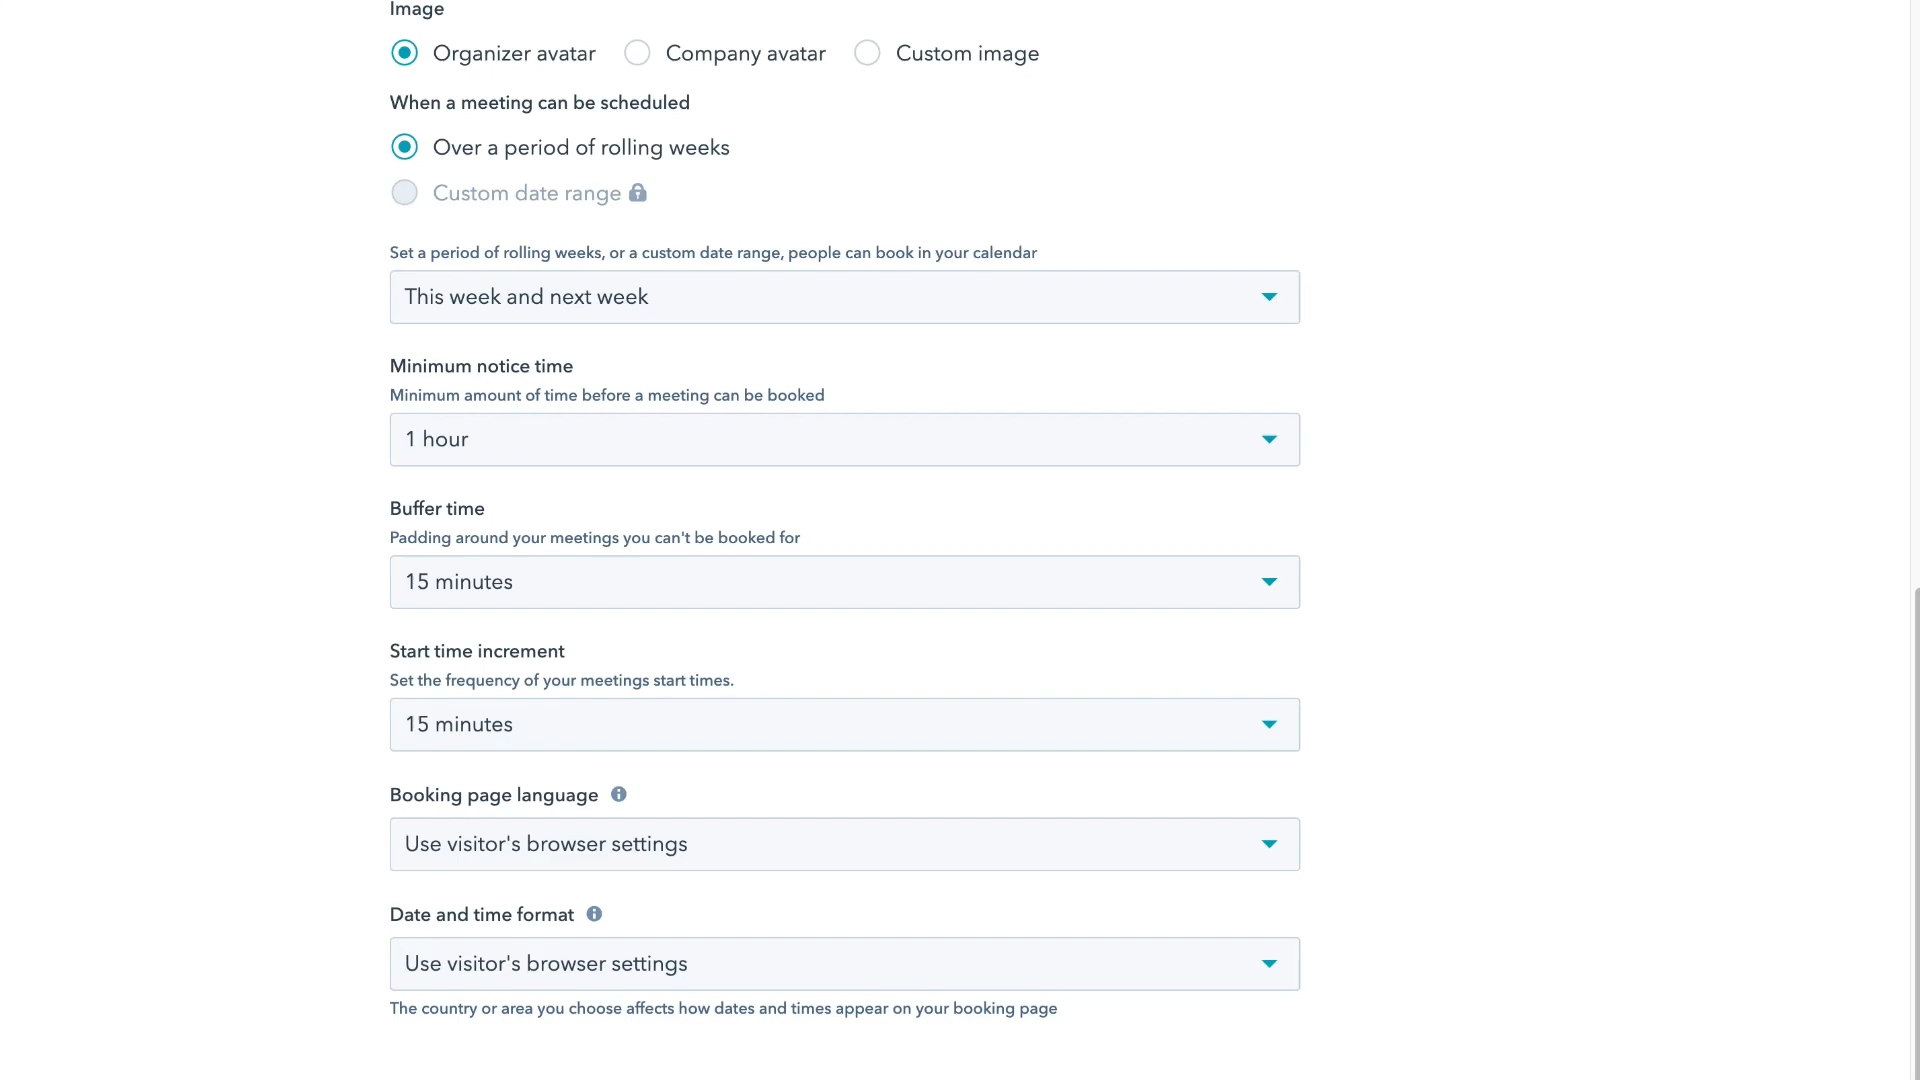 Image
Organizer avatar Company avatar Custom image
When a meeting can be scheduled
Over a period of rolling weeks
Custom date range
Set a period of rolling weeks, or a custom date range, people can book in your calendar
This week and next week
Minimum notice time
Minimum amount of time before a meeting can be booked
1 hour
Buffer time
Padding around your meetings you can't be booked for
15 minutes
Start time increment
Set the frequency of your meetings start times.
15 minutes
Booking page language
Use visitor's browser settings
Date and time format
Use visitor's browser settings
The country or area you choose affects how dates and times appear on your booking page